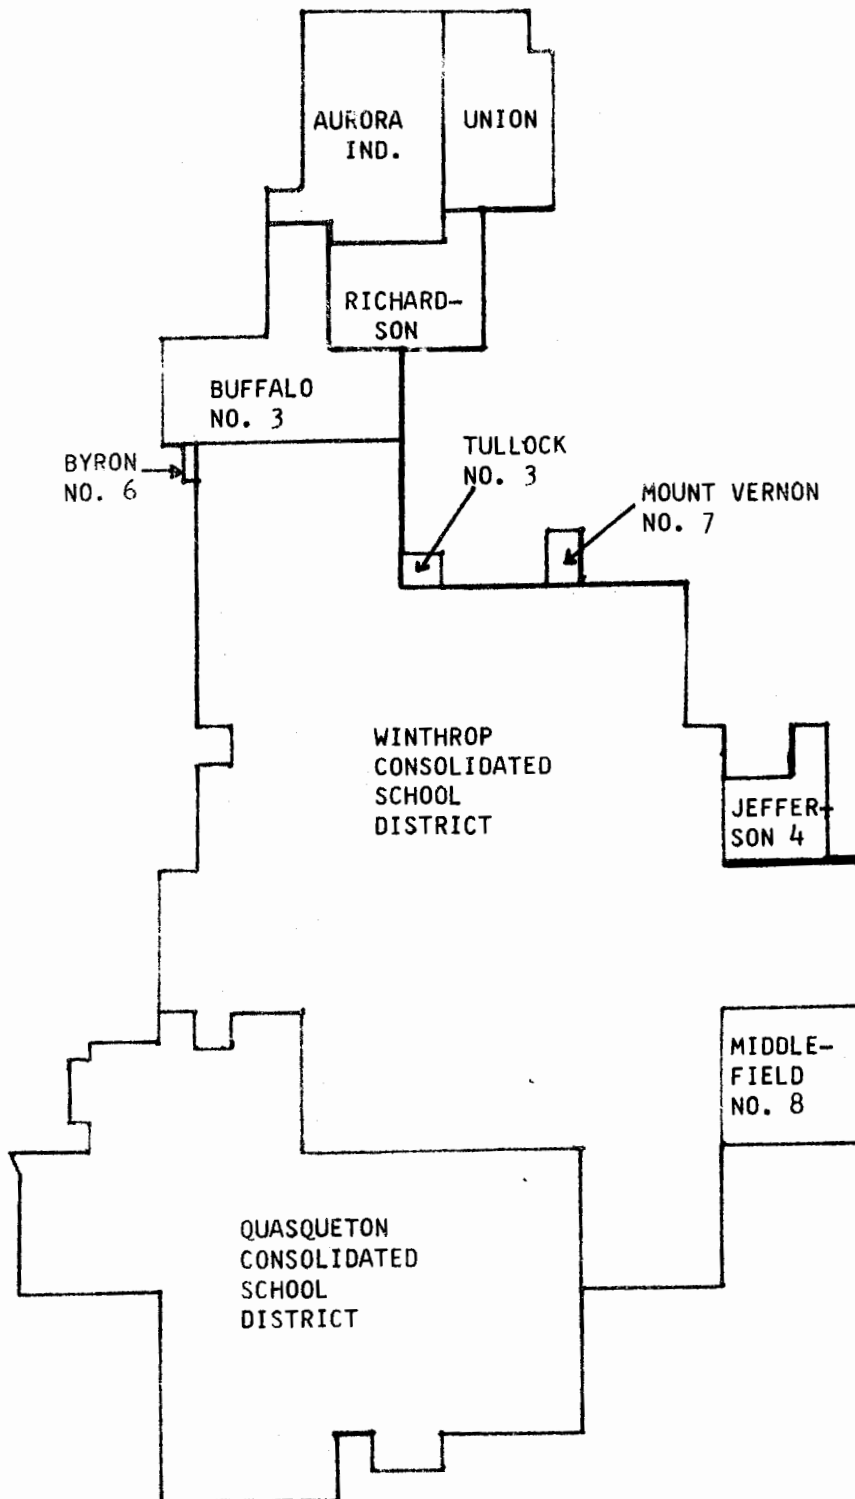 AURORA
IND.
UNION
RICHARD-
SON
BUFFALO
NO. 3
BYRON
NO. 6
TULLOCK
NO. 3
MOUNT VERNON
NO. 7
WINTHROP
CONSOLIDATED
SCHOOL
DISTRICT
JEFFER-
SON 4
MIDDLE-
FIELD
NO. 8
QUASQUETON
CONSOLIDATED
SCHOOL
DISTRICT